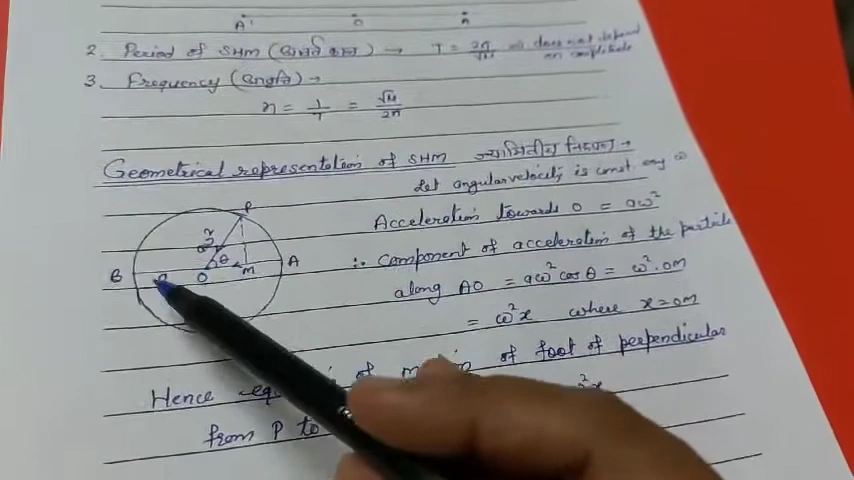 A' O A
2. Period of SHM (आवर्त काल) → T = 2π/√μ ⇒ does not depend on amplitude
3. Frequency (आवृत्ति) →
n = 1/T = √μ/2π
Geometrical representation of SHM ज्यामितीय निरूपण →
Let angular velocity is const. say ω
P
Acceleration towards O = aω²
a
θ
B O M A
∴ component of acceleration of the particle
along AO = aω² cos θ = ω².OM
= ω²x where x = OM
Hence of foot of perpendicular
from P to